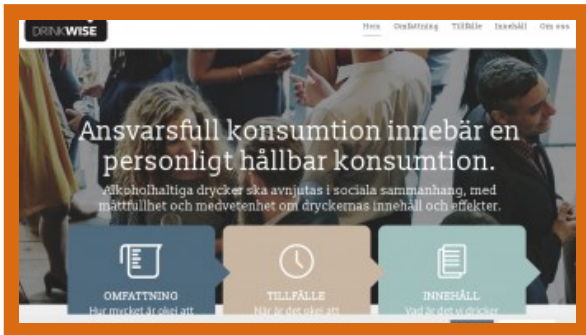 DRINKWISE
Hem Omfattning Tillfälle Innehåll Om oss
Ansvarsfull konsumtion innebär en
personligt hållbar konsumtion.
Alkoholhaltiga drycker ska avnjutas i sociala sammanhang, med
måttfullhet och medvetenhet om dryckernas innehåll och effekter.
OMFATTNING
Hur mycket är okej att
TILLFÄLLE
När är det okej att
INNEHÅLL
Vad är det vi dricker